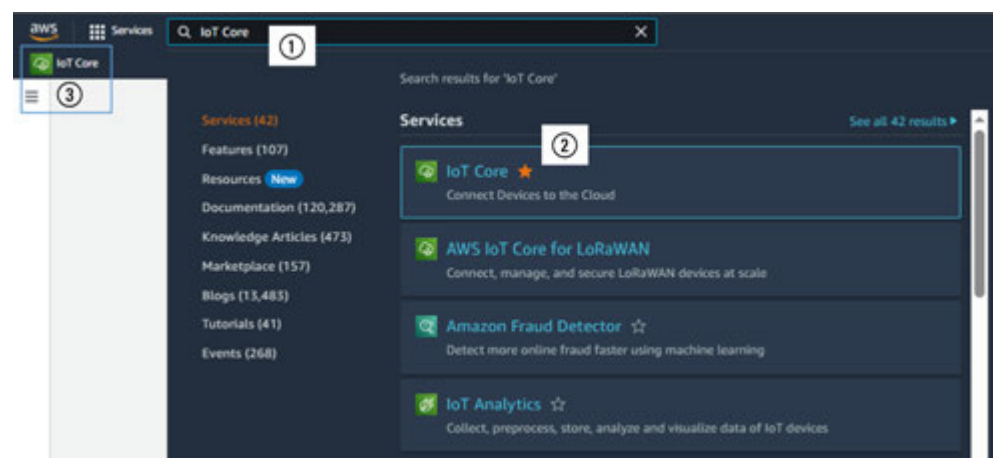 aws Services IoT Core ①
IoT Core
③
Search results for 'IoT Core'
Services (42)
Features (107)
Resources New
Documentation (120,287)
Knowledge Articles (473)
Marketplace (157)
Blogs (13,483)
Tutorials (41)
Events (268)
Services See all 42 results
②
IoT Core
Connect Devices to the Cloud
AWS IoT Core for LoRaWAN
Connect, manage, and secure LoRaWAN devices at scale
Amazon Fraud Detector
Detect more online fraud faster using machine learning
IoT Analytics
Collect, preprocess, store, analyze and visualize data of IoT devices